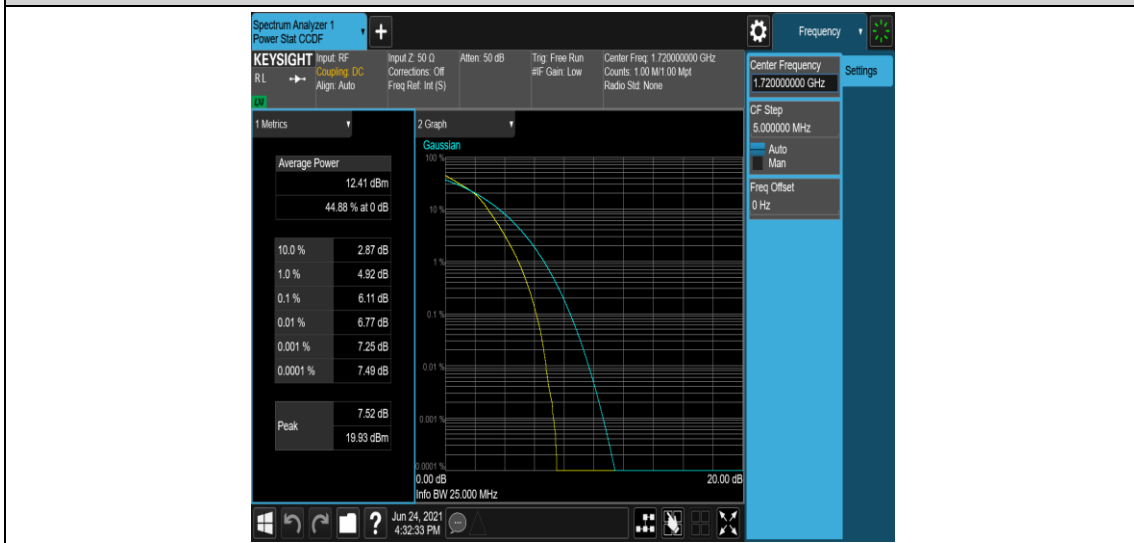 Spectrum Analyzer 1
Power Stat CCDF
Frequency
KEYSIGHT
RL
LXI
Input: RF
Coupling: DC
Align: Auto
Input Z: 50 Ω
Corrections: Off
Freq Ref: Int (S)
Atten: 50 dB
Trig: Free Run
#IF Gain: Low
Center Freq: 1.720000000 GHz
Counts: 1.00 M/1.00 Mpt
Radio Std: None
Center Frequency
1.720000000 GHz
Settings
CF Step
5.000000 MHz
Auto
Man
Freq Offset
0 Hz
1 Metrics
Average Power
12.41 dBm
44.88 % at 0 dB
10.0 % 2.87 dB
1.0 % 4.92 dB
0.1 % 6.11 dB
0.01 % 6.77 dB
0.001 % 7.25 dB
0.0001 % 7.49 dB
Peak
7.52 dB
19.93 dBm
2 Graph
Gaussian
100 %
10 %
1 %
0.1 %
0.01 %
0.001 %
0.0001 %
0.00 dB 20.00 dB
Info BW 25.000 MHz
?
Jun 24, 2021
4:32:33 PM